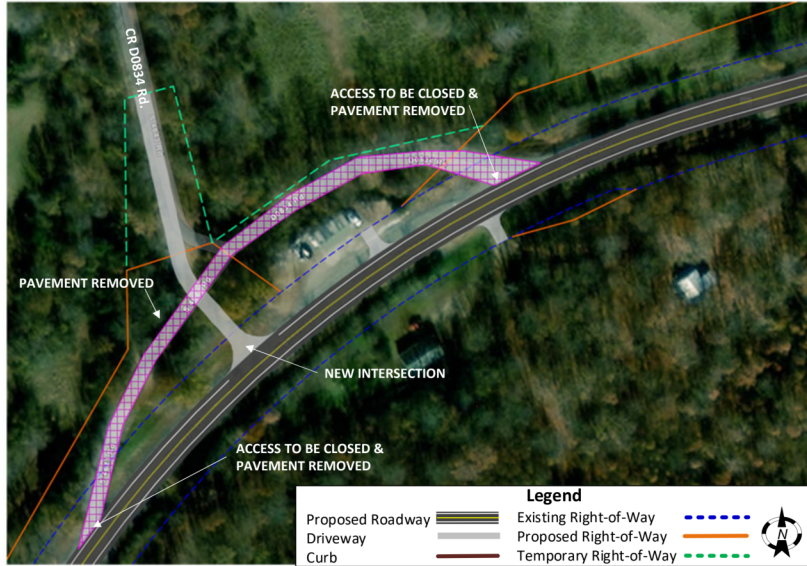 CR D0834 Rd.
ACCESS TO BE CLOSED &
PAVEMENT REMOVED
PAVEMENT REMOVED
NEW INTERSECTION
ACCESS TO BE CLOSED &
PAVEMENT REMOVED
Legend
Proposed Roadway
Existing Right-of-Way
Driveway
Proposed Right-of-Way
Curb
Temporary Right-of-Way
N